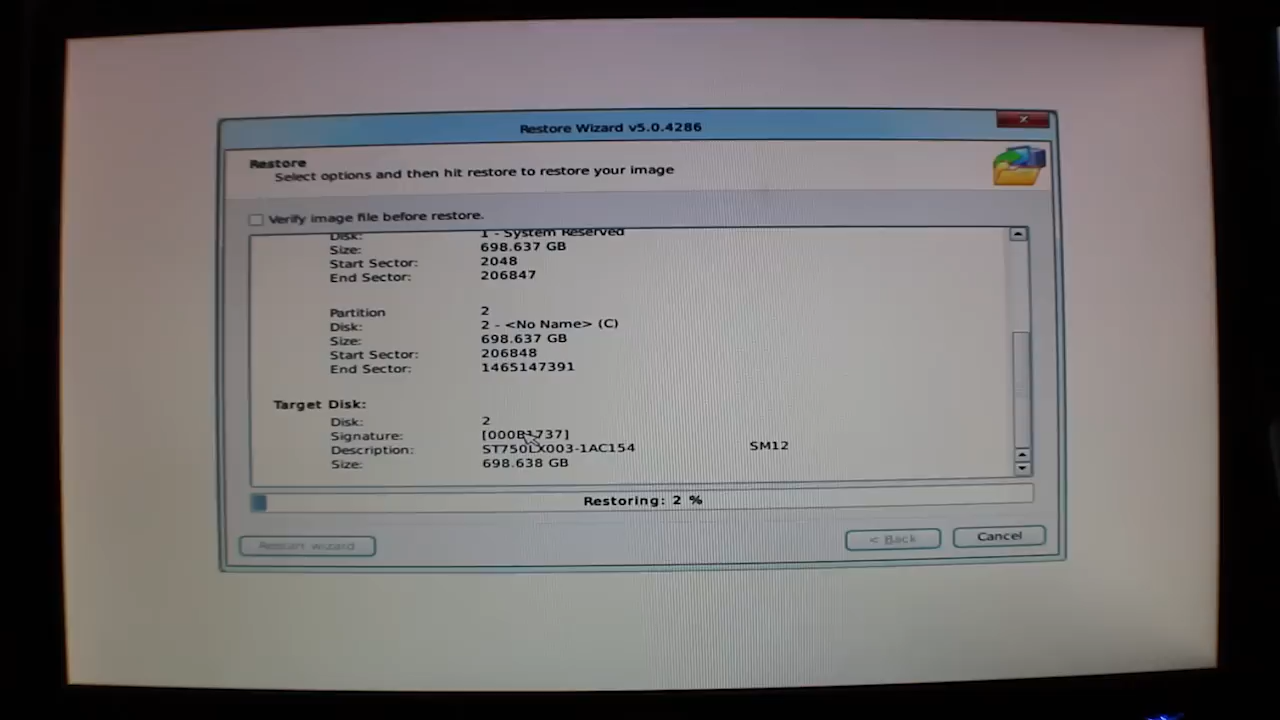 Restore Wizard v5.0.4286
Restore
Select options and then hit restore to restore your image
Verify image file before restore.
Disk: 1 - System Reserved
Size: 698.637 GB
Start Sector: 2048
End Sector: 206847
Partition 2
Disk: 2 - <No Name> (C)
Size: 698.637 GB
Start Sector: 206848
End Sector: 1465147391
Target Disk:
Disk: 2
Signature: [000B1737]
Description: ST750LX003-1AC154 SM12
Size: 698.638 GB
Restoring: 2 %
Restart wizard < Back Cancel